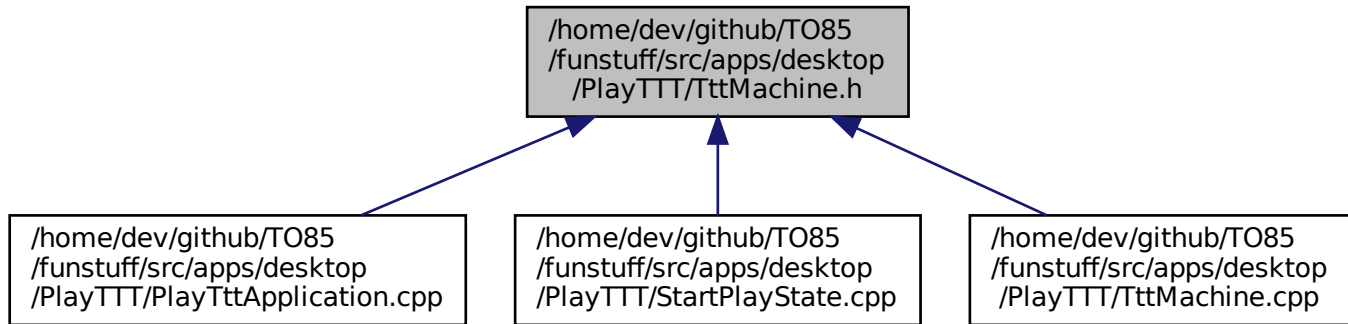 /home/dev/github/TO85
/funstuff/src/apps/desktop
/PlayTTT/TttMachine.h
/home/dev/github/TO85
/funstuff/src/apps/desktop
/PlayTTT/PlayTttApplication.cpp
/home/dev/github/TO85
/funstuff/src/apps/desktop
/PlayTTT/StartPlayState.cpp
/home/dev/github/TO85
/funstuff/src/apps/desktop
/PlayTTT/TttMachine.cpp